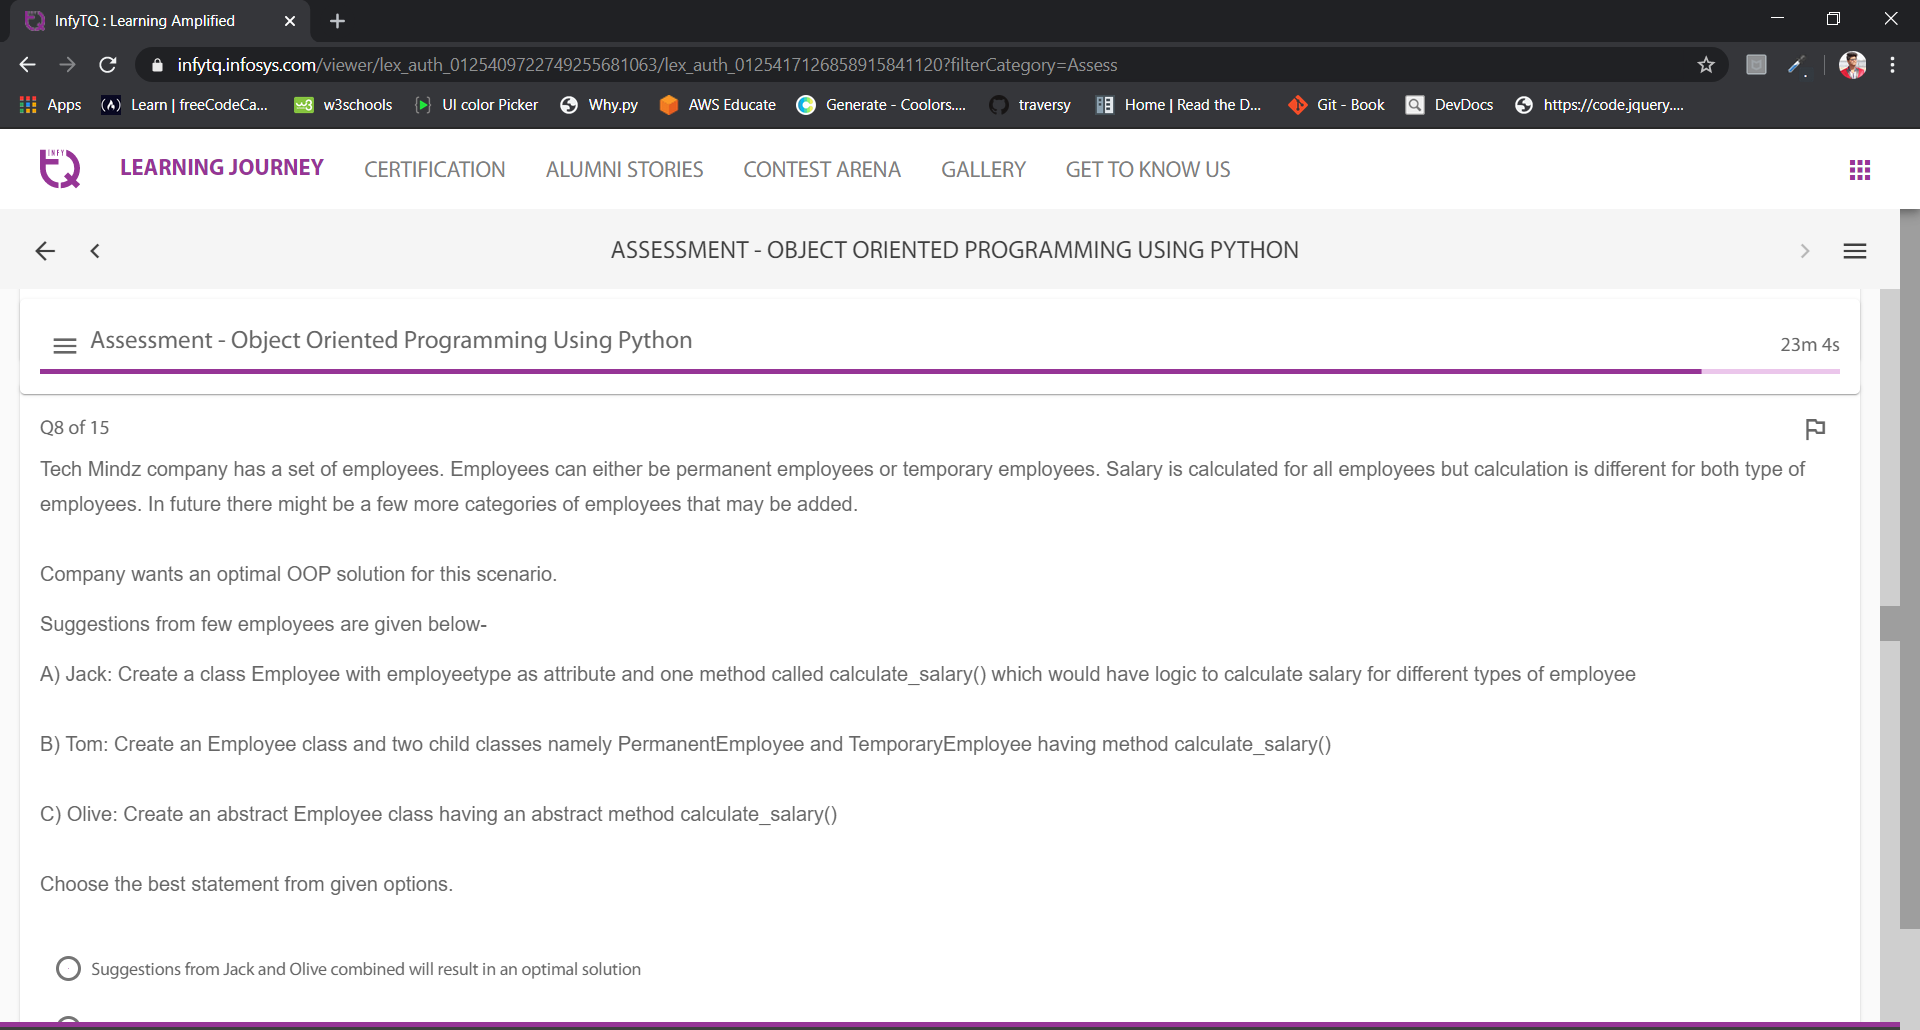 InfyTQ : Learning Amplified
infytq.infosys.com/viewer/lex_auth_0125409722749255681063/lex_auth_0125417126858915841120?filterCategory=Assess
Apps Learn | freeCodeCa... w3schools UI color Picker Why.py AWS Educate Generate - Coolors.... traversy Home | Read the D... Git - Book DevDocs https://code.jquery....
INFY TQ LEARNING JOURNEY CERTIFICATION ALUMNI STORIES CONTEST ARENA GALLERY GET TO KNOW US
ASSESSMENT - OBJECT ORIENTED PROGRAMMING USING PYTHON
Assessment - Object Oriented Programming Using Python
23m 4s
Q8 of 15
Tech Mindz company has a set of employees. Employees can either be permanent employees or temporary employees. Salary is calculated for all employees but calculation is different for both type of
employees. In future there might be a few more categories of employees that may be added.
Company wants an optimal OOP solution for this scenario.
Suggestions from few employees are given below-
A) Jack: Create a class Employee with employeetype as attribute and one method called calculate_salary() which would have logic to calculate salary for different types of employee
B) Tom: Create an Employee class and two child classes namely PermanentEmployee and TemporaryEmployee having method calculate_salary()
C) Olive: Create an abstract Employee class having an abstract method calculate_salary()
Choose the best statement from given options.
Suggestions from Jack and Olive combined will result in an optimal solution